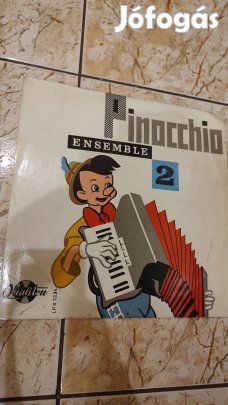 Jófogás
Pinocchio
ENSEMBLE
2
Qualiton